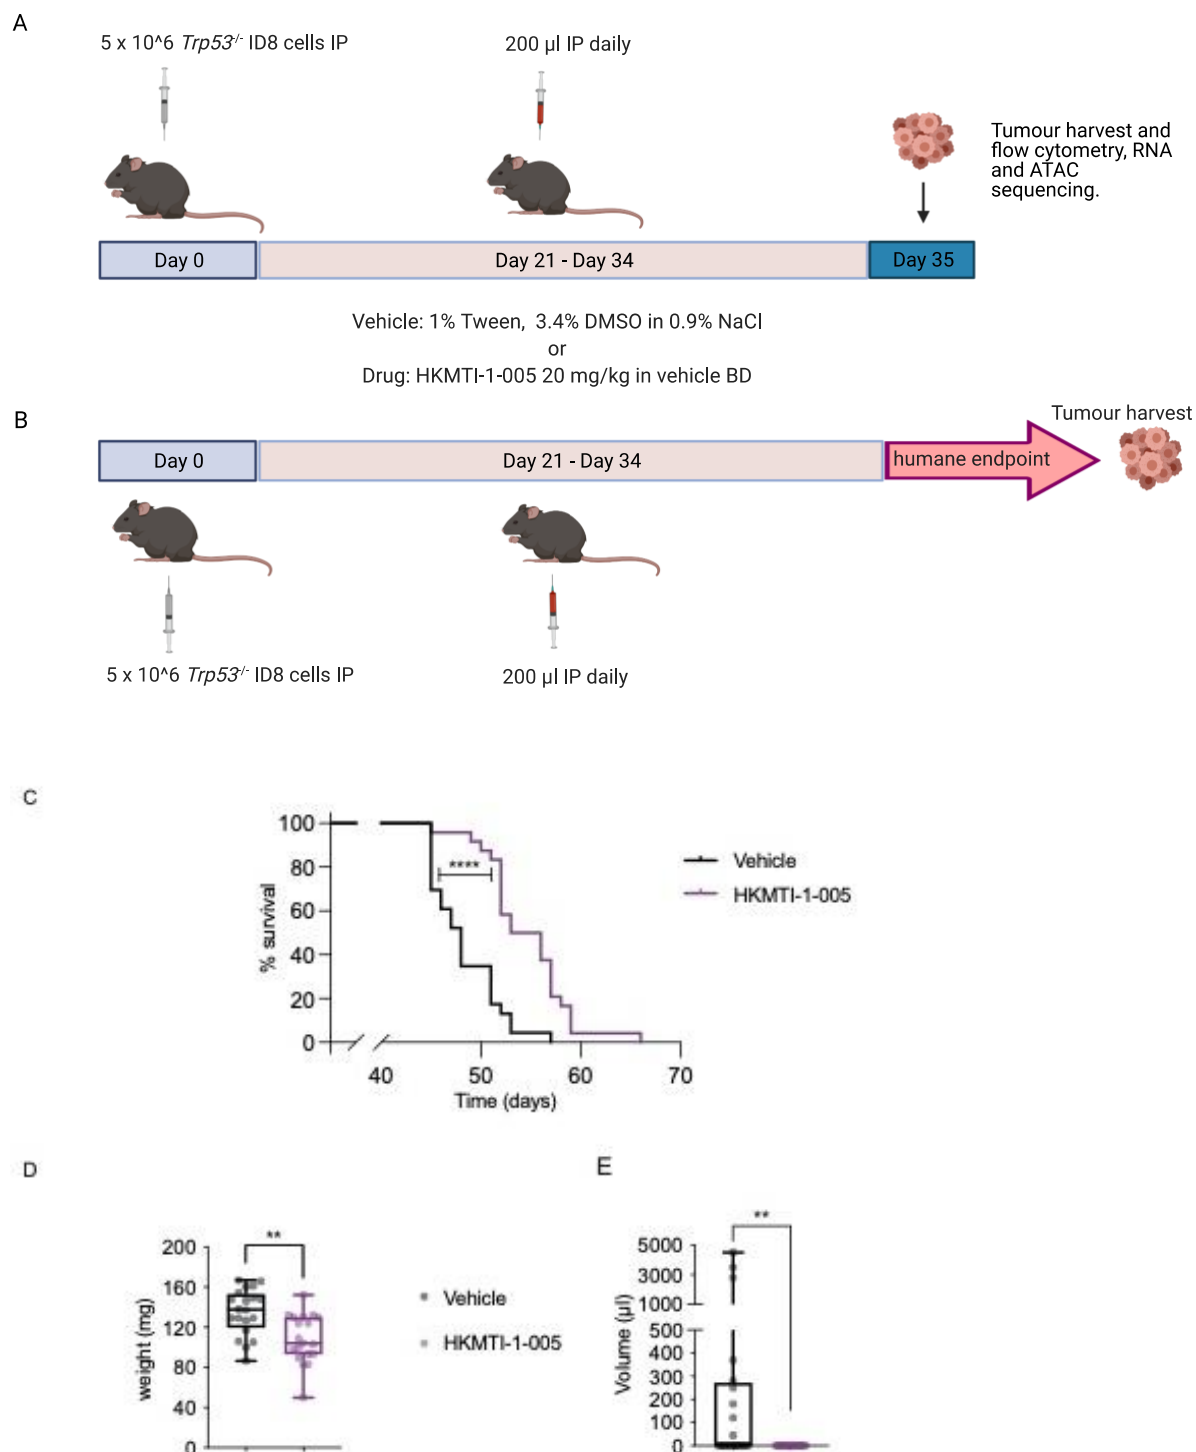 A
5 x 10^6 Trp53-/- ID8 cells IP
200 µl IP daily
Tumour harvest and
flow cytometry, RNA
and ATAC
sequencing.
Day 0
Day 21 - Day 34
Day 35
Vehicle: 1% Tween, 3.4% DMSO in 0.9% NaCl
or
Drug: HKMTI-1-005 20 mg/kg in vehicle BD
B
Tumour harvest
Day 0
Day 21 - Day 34
humane endpoint
5 x 10^6 Trp53-/- ID8 cells IP
200 µl IP daily
C
% survival
100
80
60
40
20
0
****
Vehicle
HKMTI-1-005
40
50
60
70
Time (days)
D
weight (mg)
200
160
120
80
40
0
**
Vehicle
HKMTI-1-005
E
Volume (µl)
5000
3000
1000
500
400
300
200
100
0
**